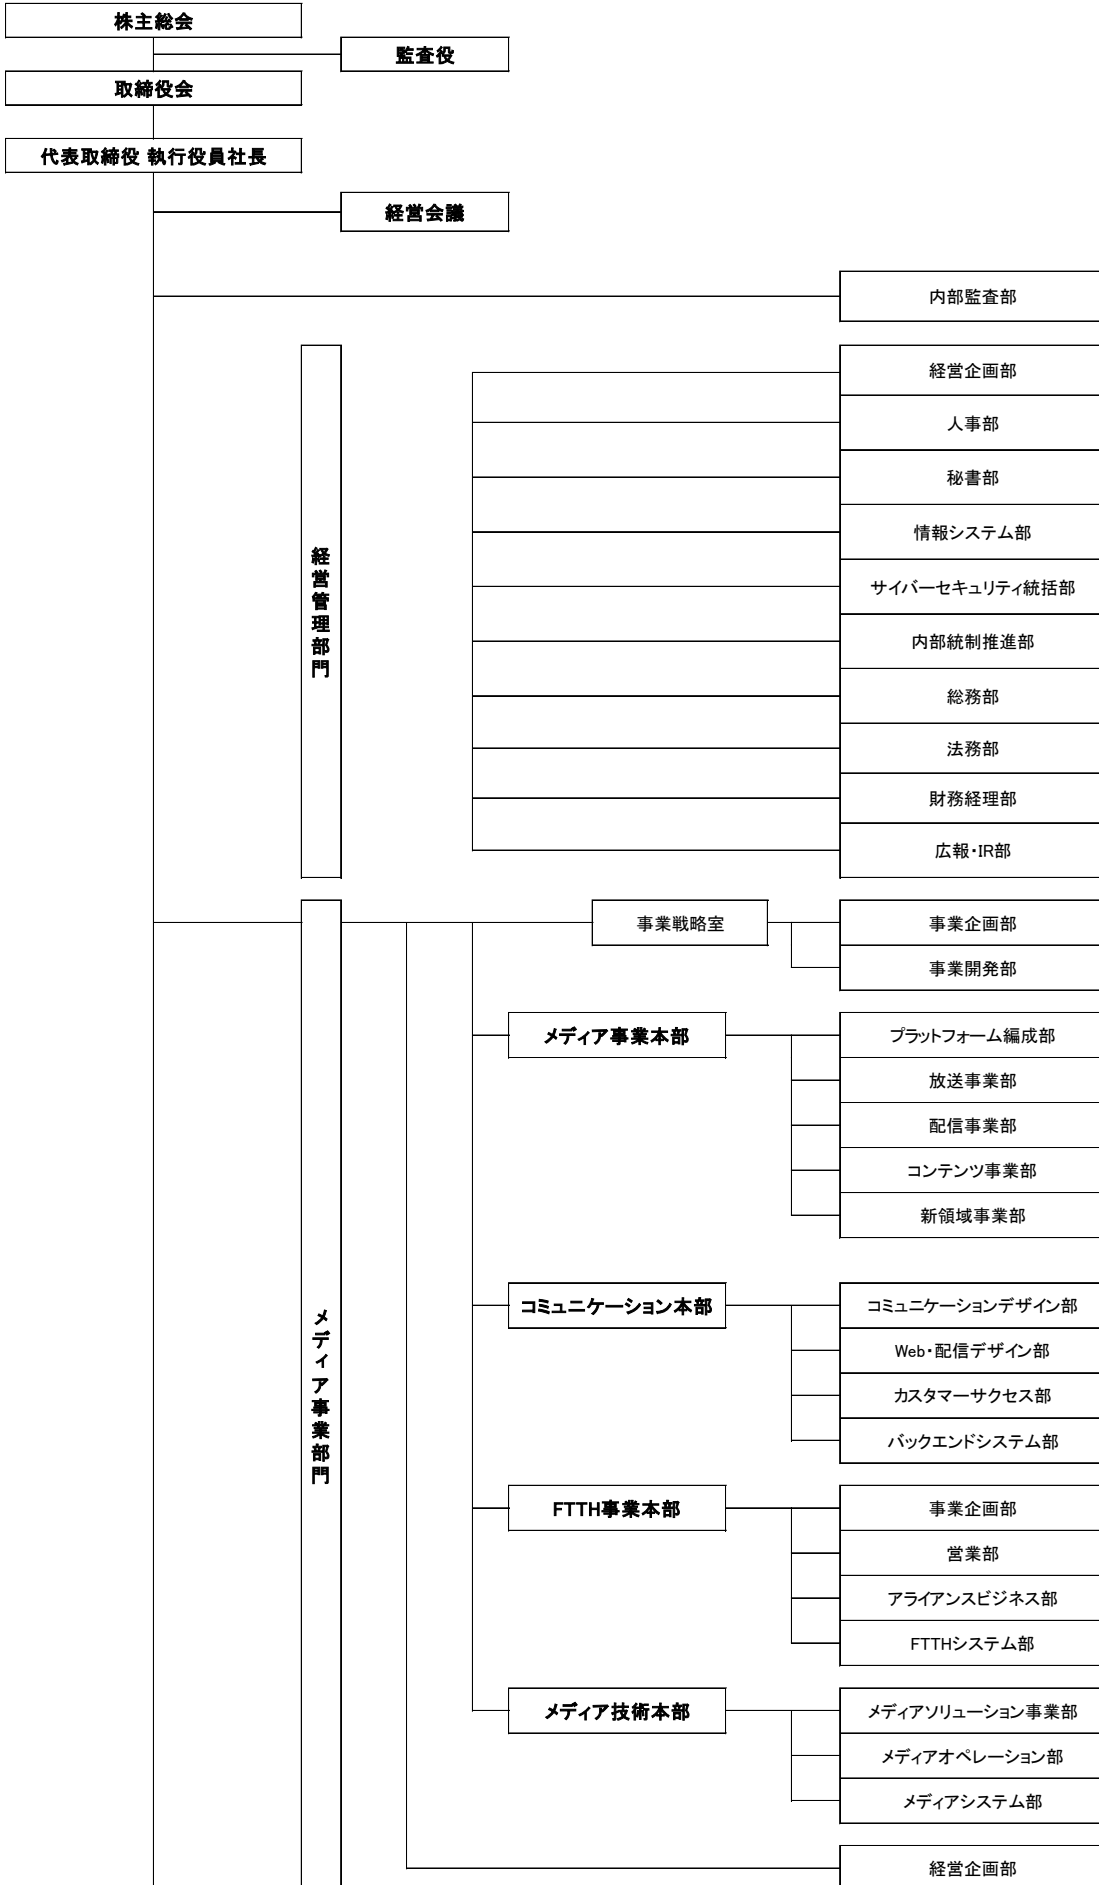 株主総会
監査役
取締役会
代表取締役 執行役員社長
経営会議
内部監査部
経営管理部門
経営企画部
人事部
秘書部
情報システム部
サイバーセキュリティ統括部
内部統制推進部
総務部
法務部
財務経理部
広報・IR部
メディア事業部門
事業戦略室
事業企画部
事業開発部
メディア事業本部
プラットフォーム編成部
放送事業部
配信事業部
コンテンツ事業部
新領域事業部
コミュニケーション本部
コミュニケーションデザイン部
Web・配信デザイン部
カスタマーサクセス部
バックエンドシステム部
FTTH事業本部
事業企画部
営業部
アライアンスビジネス部
FTTHシステム部
メディア技術本部
メディアソリューション事業部
メディアオペレーション部
メディアシステム部
経営企画部